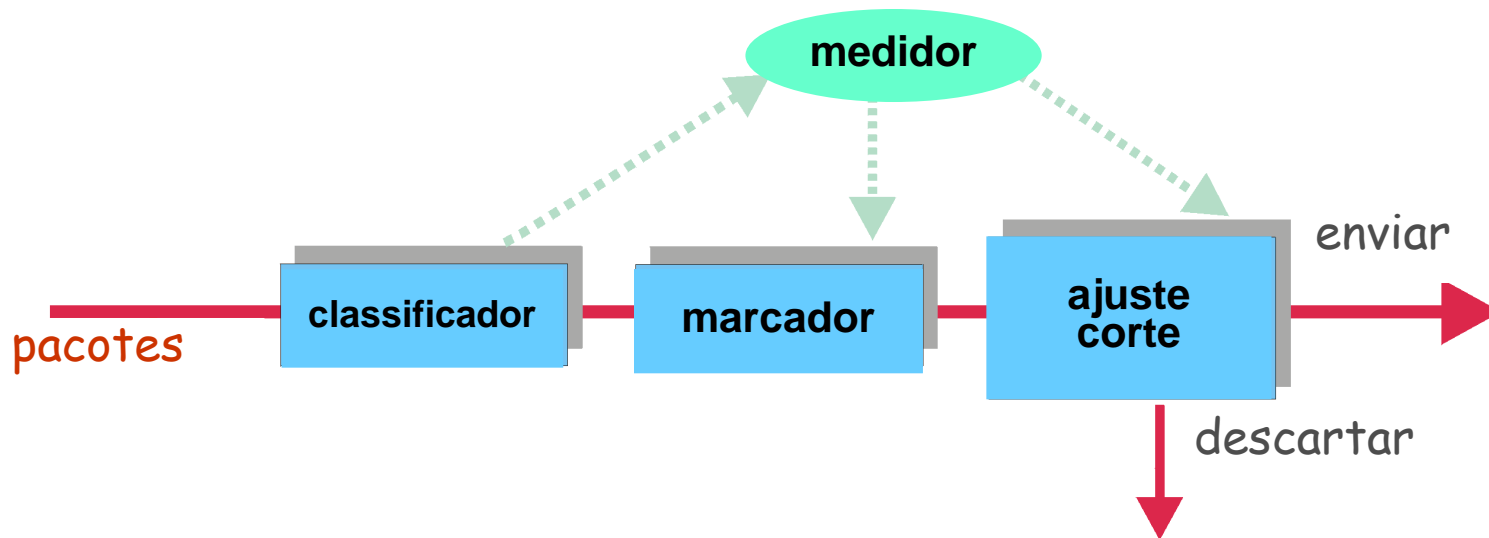 medidor
pacotes
classificador
marcador
ajuste
corte
enviar
descartar